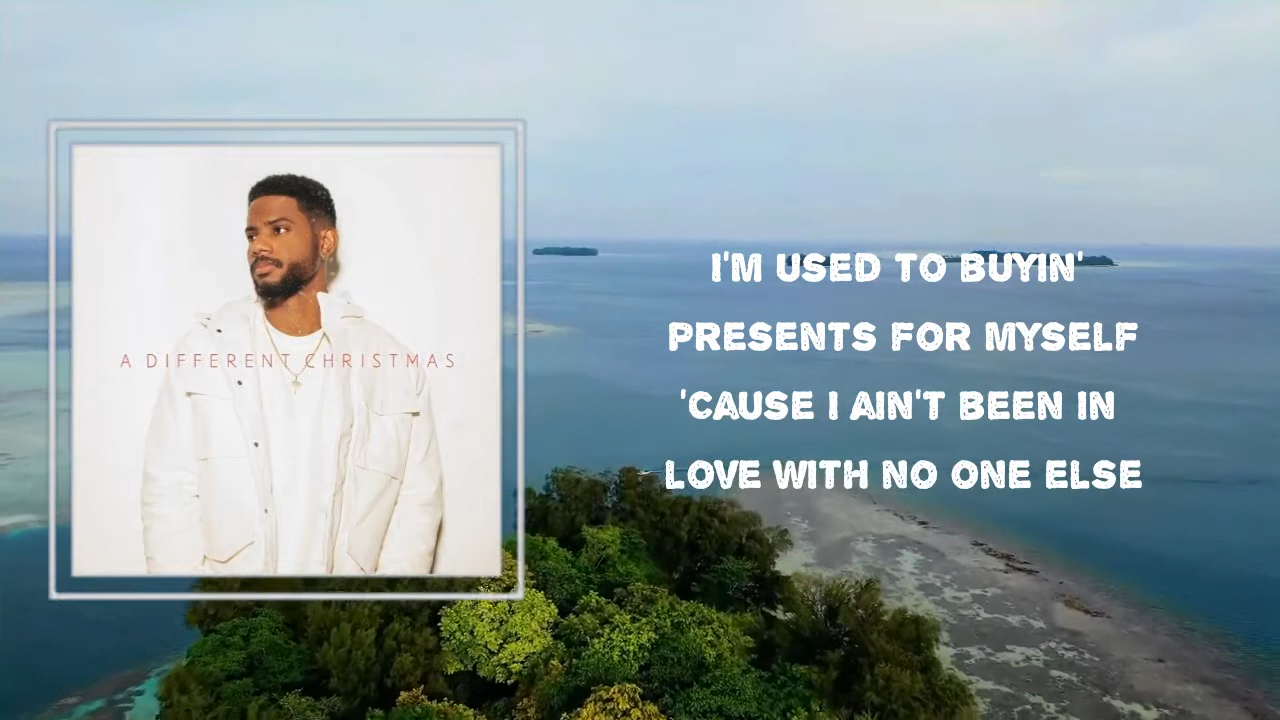 A DIFFERENT CHRISTMAS
I'M USED TO BUYIN'
PRESENTS FOR MYSELF
'CAUSE I AIN'T BEEN IN
LOVE WITH NO ONE ELSE